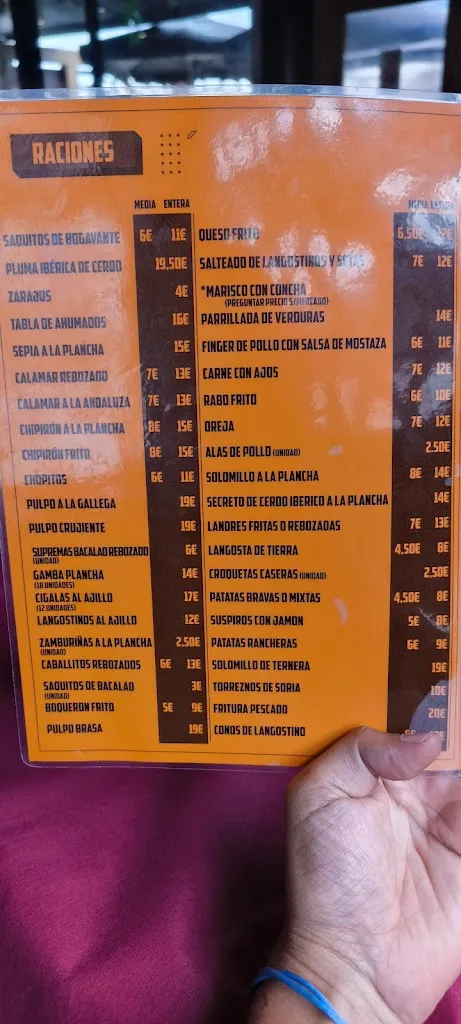 RACIONES
MEDIA ENTERA
SAQUITOS DE BOGAVANTE 6€ 11€
PLUMA IBÉRICA DE CERDO 19,50€
ZARAJOS 4€
TABLA DE AHUMADOS 16€
SEPIA A LA PLANCHA 15€
CALAMAR REBOZADO 7€ 13€
CALAMAR A LA ANDALUZA 7€ 13€
CHIPIRÓN A LA PLANCHA 8€ 15€
CHIPIRÓN FRITO 8€ 15€
CHOPITOS 6€ 11€
PULPO A LA GALLEGA 19€
PULPO CRUJIENTE 19€
SUPREMAS BACALAO REBOZADO 6€
(UNIDAD)
GAMBA PLANCHA 14€
(10 UNIDADES)
CIGALAS AL AJILLO 17€
(12 UNIDADES)
LANGOSTINOS AL AJILLO 12€
ZAMBURIÑAS A LA PLANCHA 2.50€
(UNIDAD)
CABALLITOS REBOZADOS 6€ 13€
SAQUITOS DE BACALAO 3€
(UNIDAD)
BOQUERON FRITO 5€ 9€
PULPO BRASA 19€
MEDIA ENTERA
QUESO FRITO 6,50€ 12€
SALTEADO DE LANGOSTINOS Y SETAS 7€ 12€
*MARISCO CON CONCHA
(PREGUNTAR PRECIO S/MERCADO)
PARRILLADA DE VERDURAS 14€
FINGER DE POLLO CON SALSA DE MOSTAZA 6€ 11€
CARNE CON AJOS 7€ 12€
RABO FRITO 6€ 10€
OREJA 7€ 12€
ALAS DE POLLO (UNIDAD) 2.50€
SOLOMILLO A LA PLANCHA 8€ 14€
SECRETO DE CERDO IBERICO A LA PLANCHA 14€
LANDRES FRITAS O REBOZADAS 7€ 13€
LANGOSTA DE TIERRA 4,50€ 8€
CROQUETAS CASERAS (UNIDAD) 2,50€
PATATAS BRAVAS O MIXTAS 4,50€ 8€
SUSPIROS CON JAMON 5€ 8€
PATATAS RANCHERAS 6€ 9€
SOLOMILLO DE TERNERA 19€
TORREZNOS DE SORIA 10€
FRITURA PESCADO 20€
CONOS DE LANGOSTINO